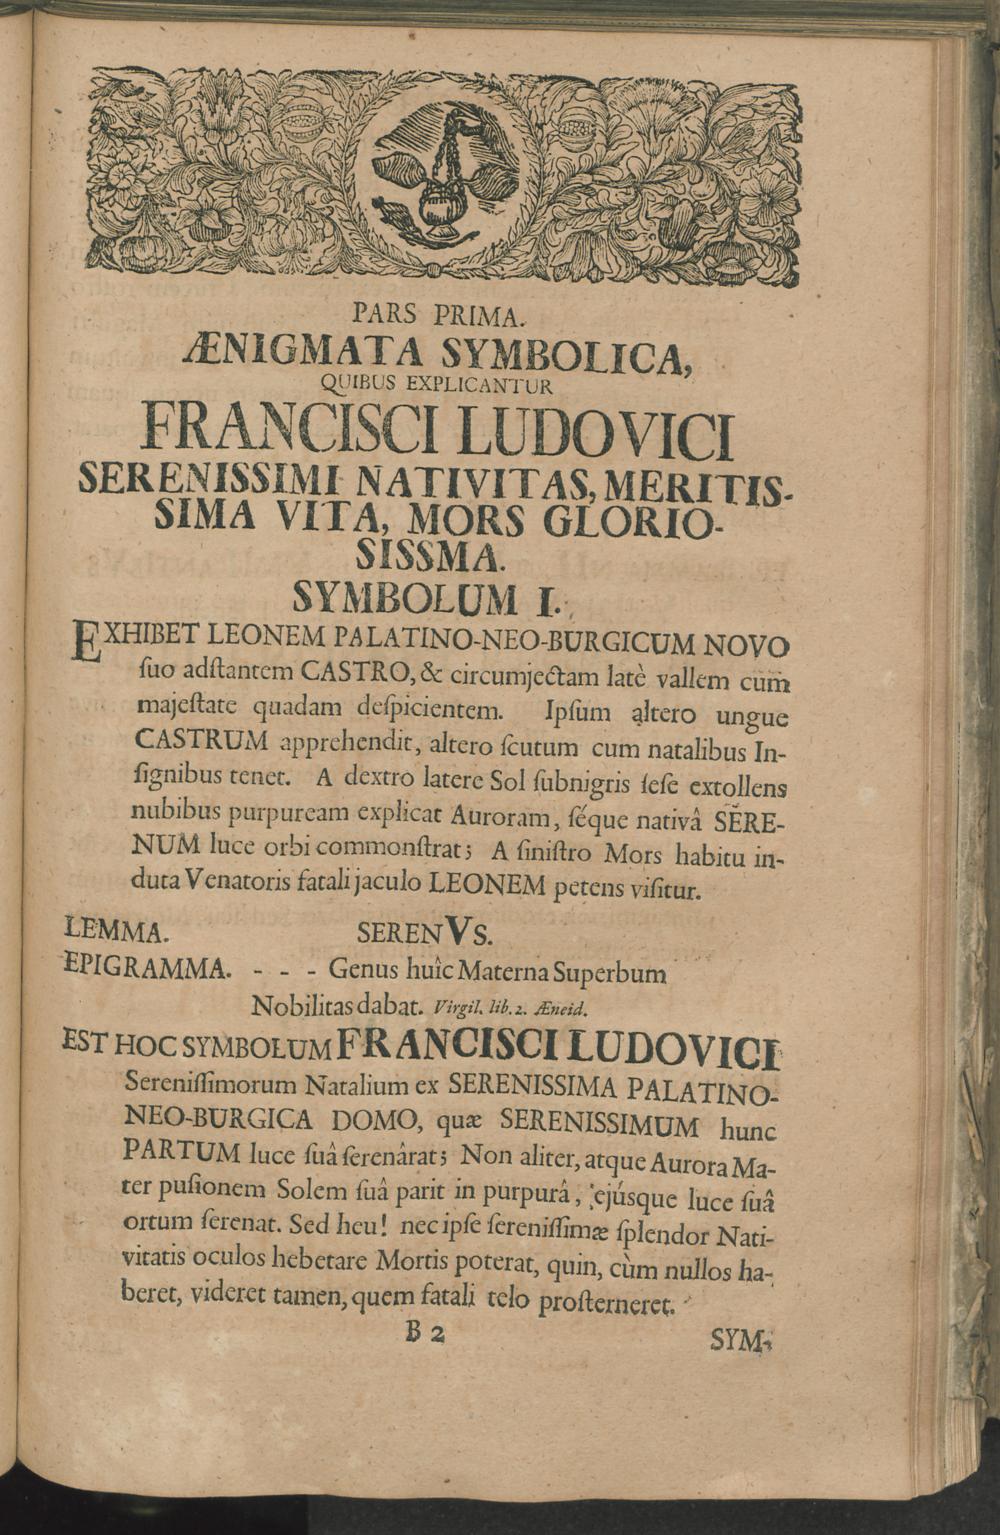 PARS PRIMA.
ÆNIGMATA SYMBOLICA,
QUIBUS EXPLICANTUR
FRANCISCI LUDOVICI
SERENISSIMI NATIVITAS, MERITIS-
SIMA VITA, MORS GLORIO-
SISSMA.
SYMBOLUM I.
EXHIBET LEONEM PALATINO-NEO-BURGICUM NOVO
ſuo adſtantem CASTRO, & circumjectam latè vallem cum
majeſtate quadam deſpicientem. Ipſum altero ungue
CASTRUM apprehendit, altero ſcutum cum natalibus In-
ſignibus tenet. A dextro latere Sol ſubnigris ſeſe extollens
nubibus purpuream explicat Auroram, ſéque nativâ SERE-
NUM luce orbi commonſtrat; A ſiniſtro Mors habitu in-
duta Venatoris fatali jaculo LEONEM petens viſitur.
LEMMA. SERENVS.
EPIGRAMMA. - - - Genus huîc Materna Superbum
Nobilitas dabat. Virgil. lib. 2. Æneid.
EST HOC SYMBOLUM FRANCISCI LUDOVICI
Sereniſſimorum Natalium ex SERENISSIMA PALATINO-
NEO-BURGICA DOMO, quæ SERENISSIMUM hunc
PARTUM luce ſuâ ſerenârat; Non aliter, atque Aurora Ma-
ter puſionem Solem ſuâ parit in purpurâ, ejúsque luce ſuâ
ortum ſerenat. Sed heu! nec ipſe ſereniſſimæ ſplendor Nati-
vitatis oculos hebetare Mortis poterat, quin, cùm nullos ha-
beret, videret tamen, quem fatali telo proſterneret.
B 2 SYM-